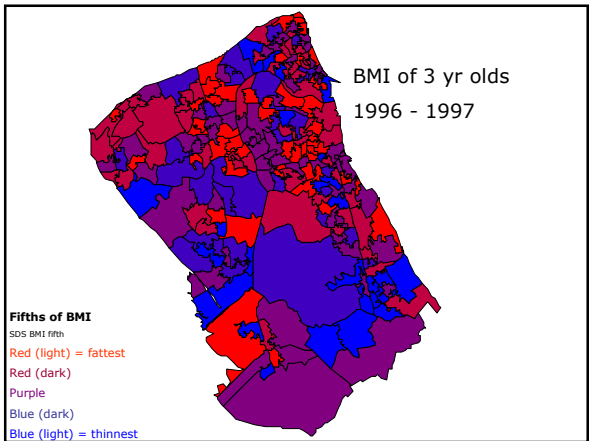 BMI of 3 yr olds
1996 - 1997
Fifths of BMI
SDS BMI fifth
Red (light) = fattest
Red (dark)
Purple
Blue (dark)
Blue (light) = thinnest